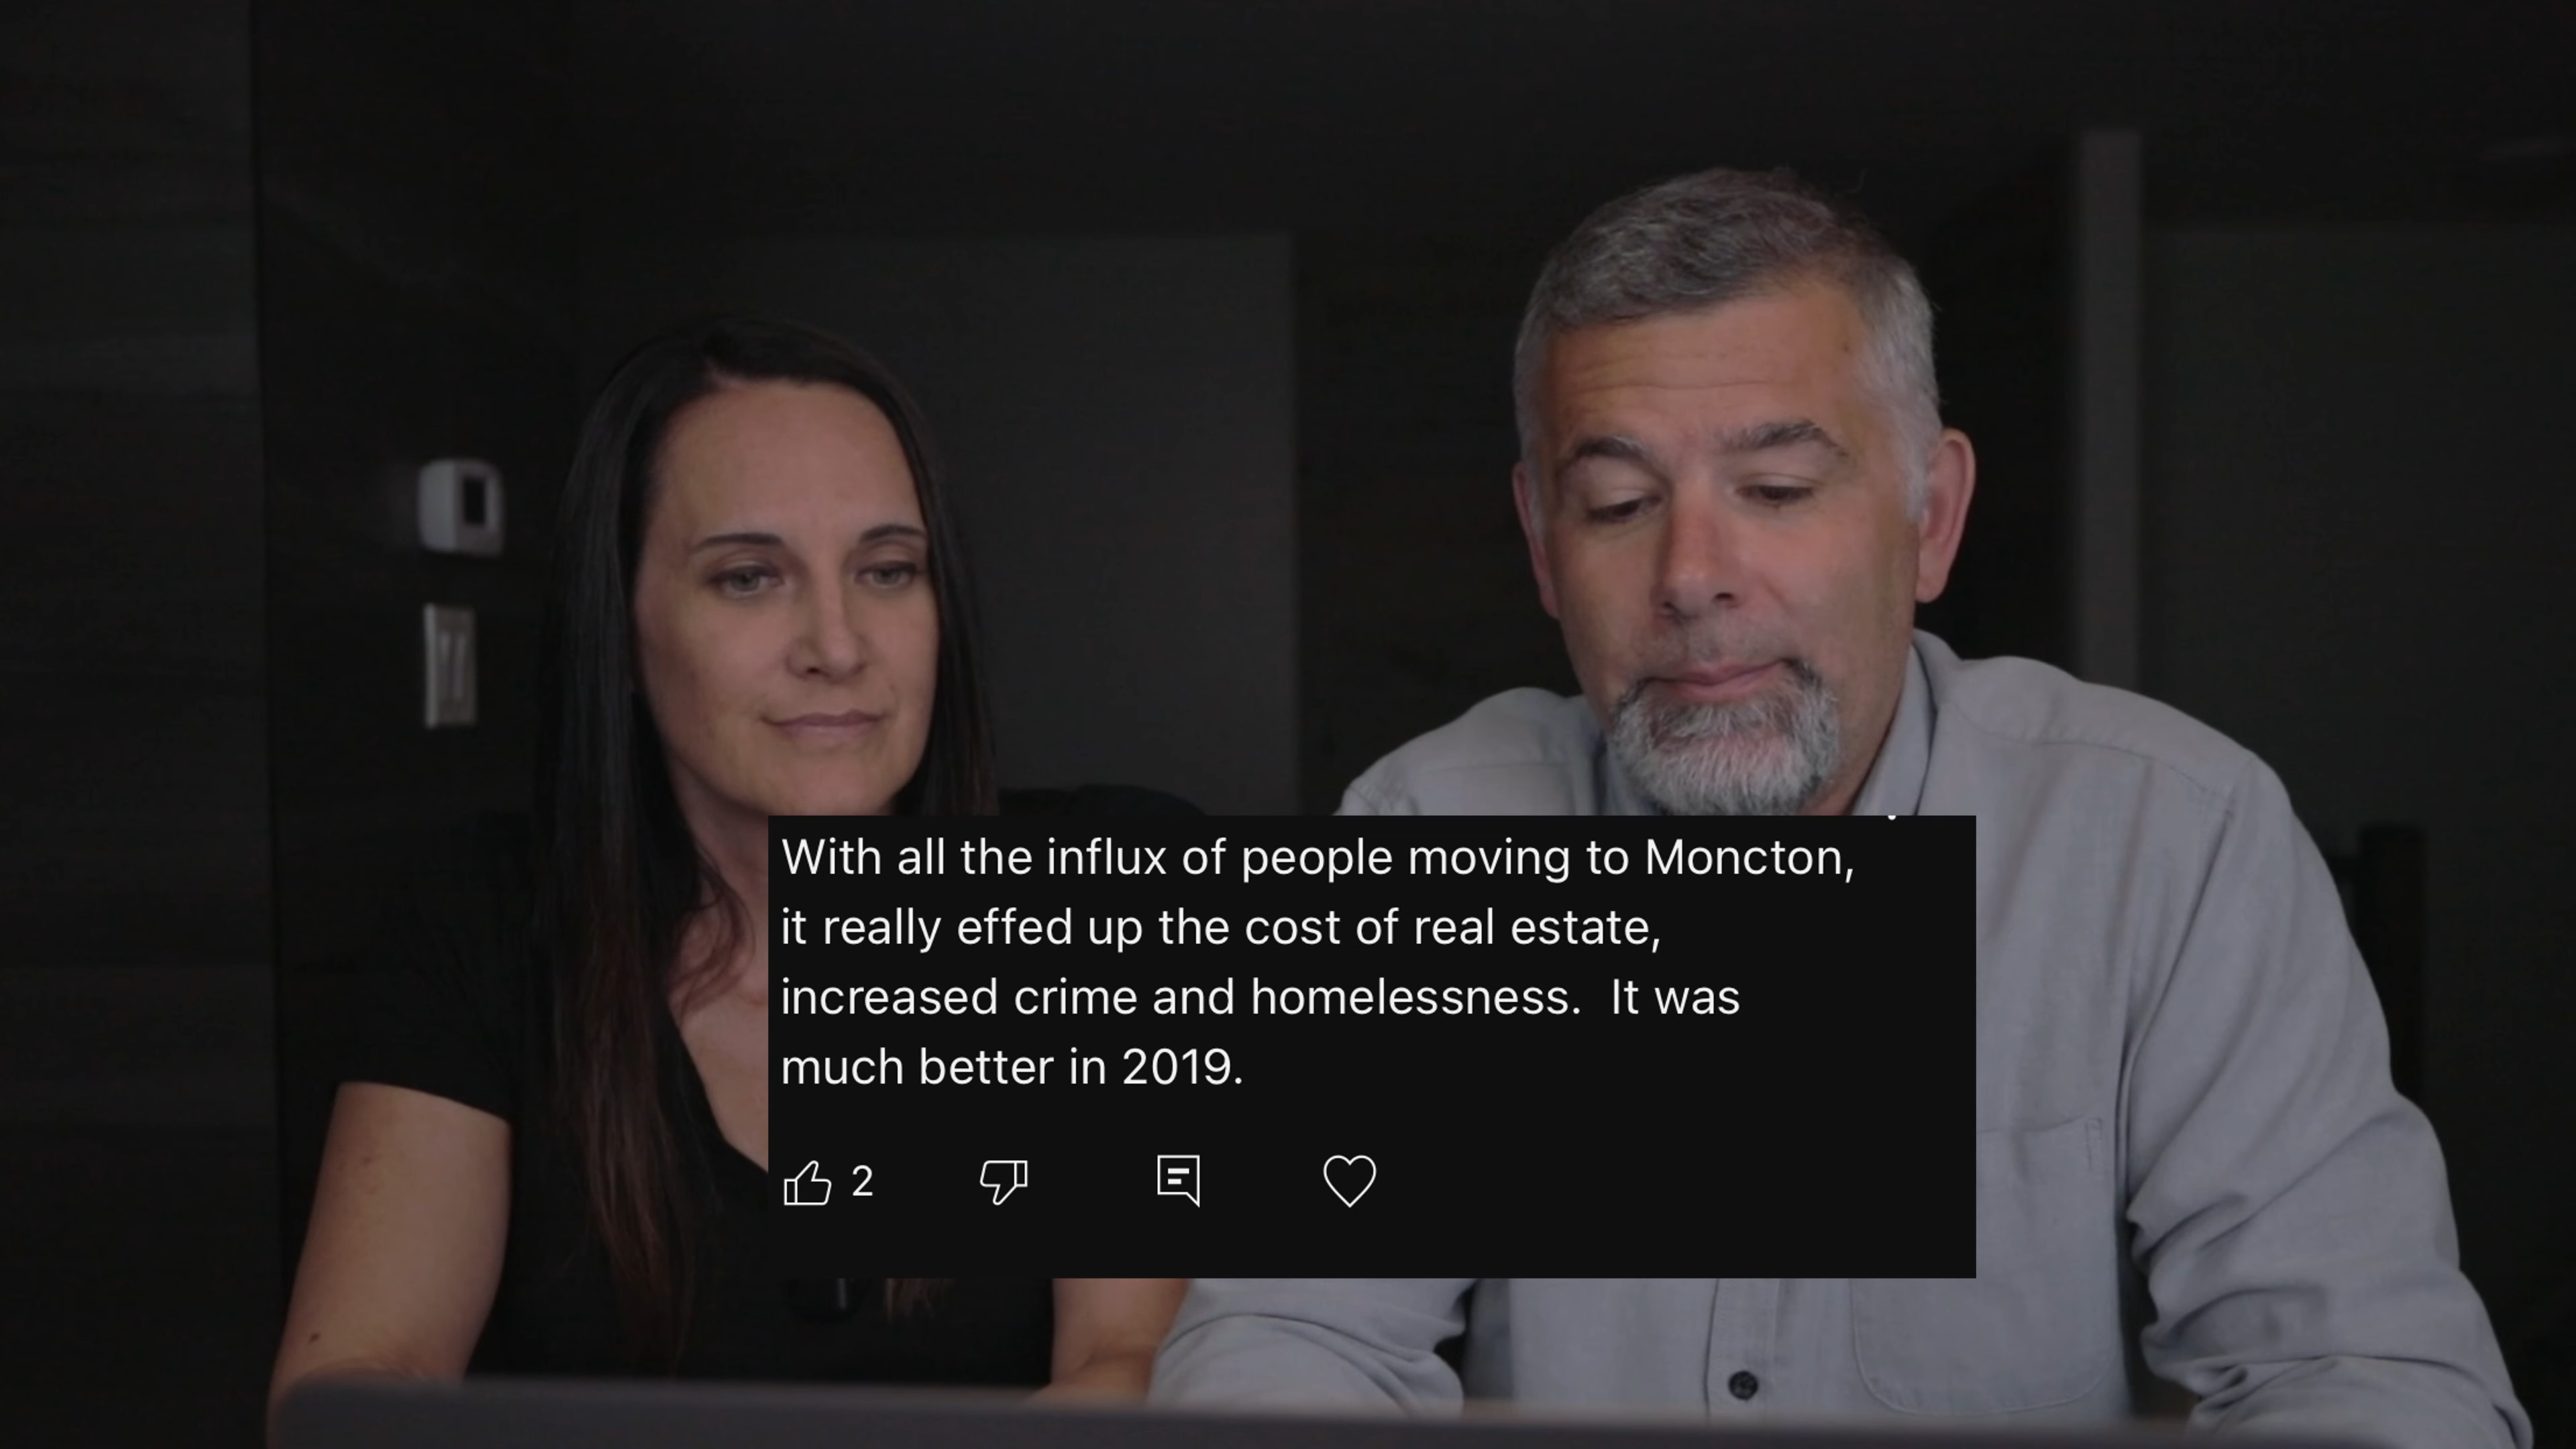 With all the influx of people moving to Moncton,
it really effed up the cost of real estate,
increased crime and homelessness.  It was
much better in 2019.
2